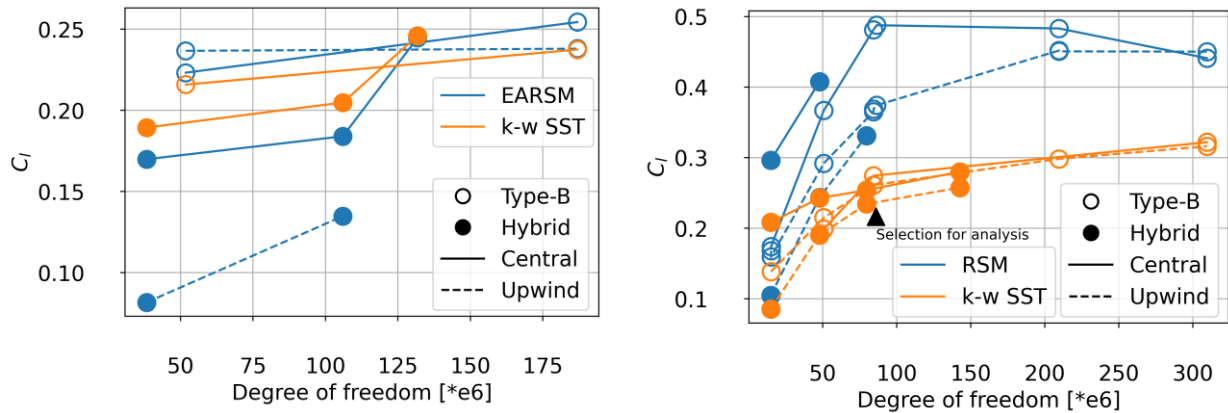 0.25
0.20
0.15
0.10
C_l
50 75 100 125 150 175
Degree of freedom [*e6]
EARSM
k-w SST
Type-B
Hybrid
Central
Upwind
0.5
0.4
0.3
0.2
0.1
C_l
50 100 150 200 250 300
Degree of freedom [*e6]
Selection for analysis
RSM
k-w SST
Type-B
Hybrid
Central
Upwind